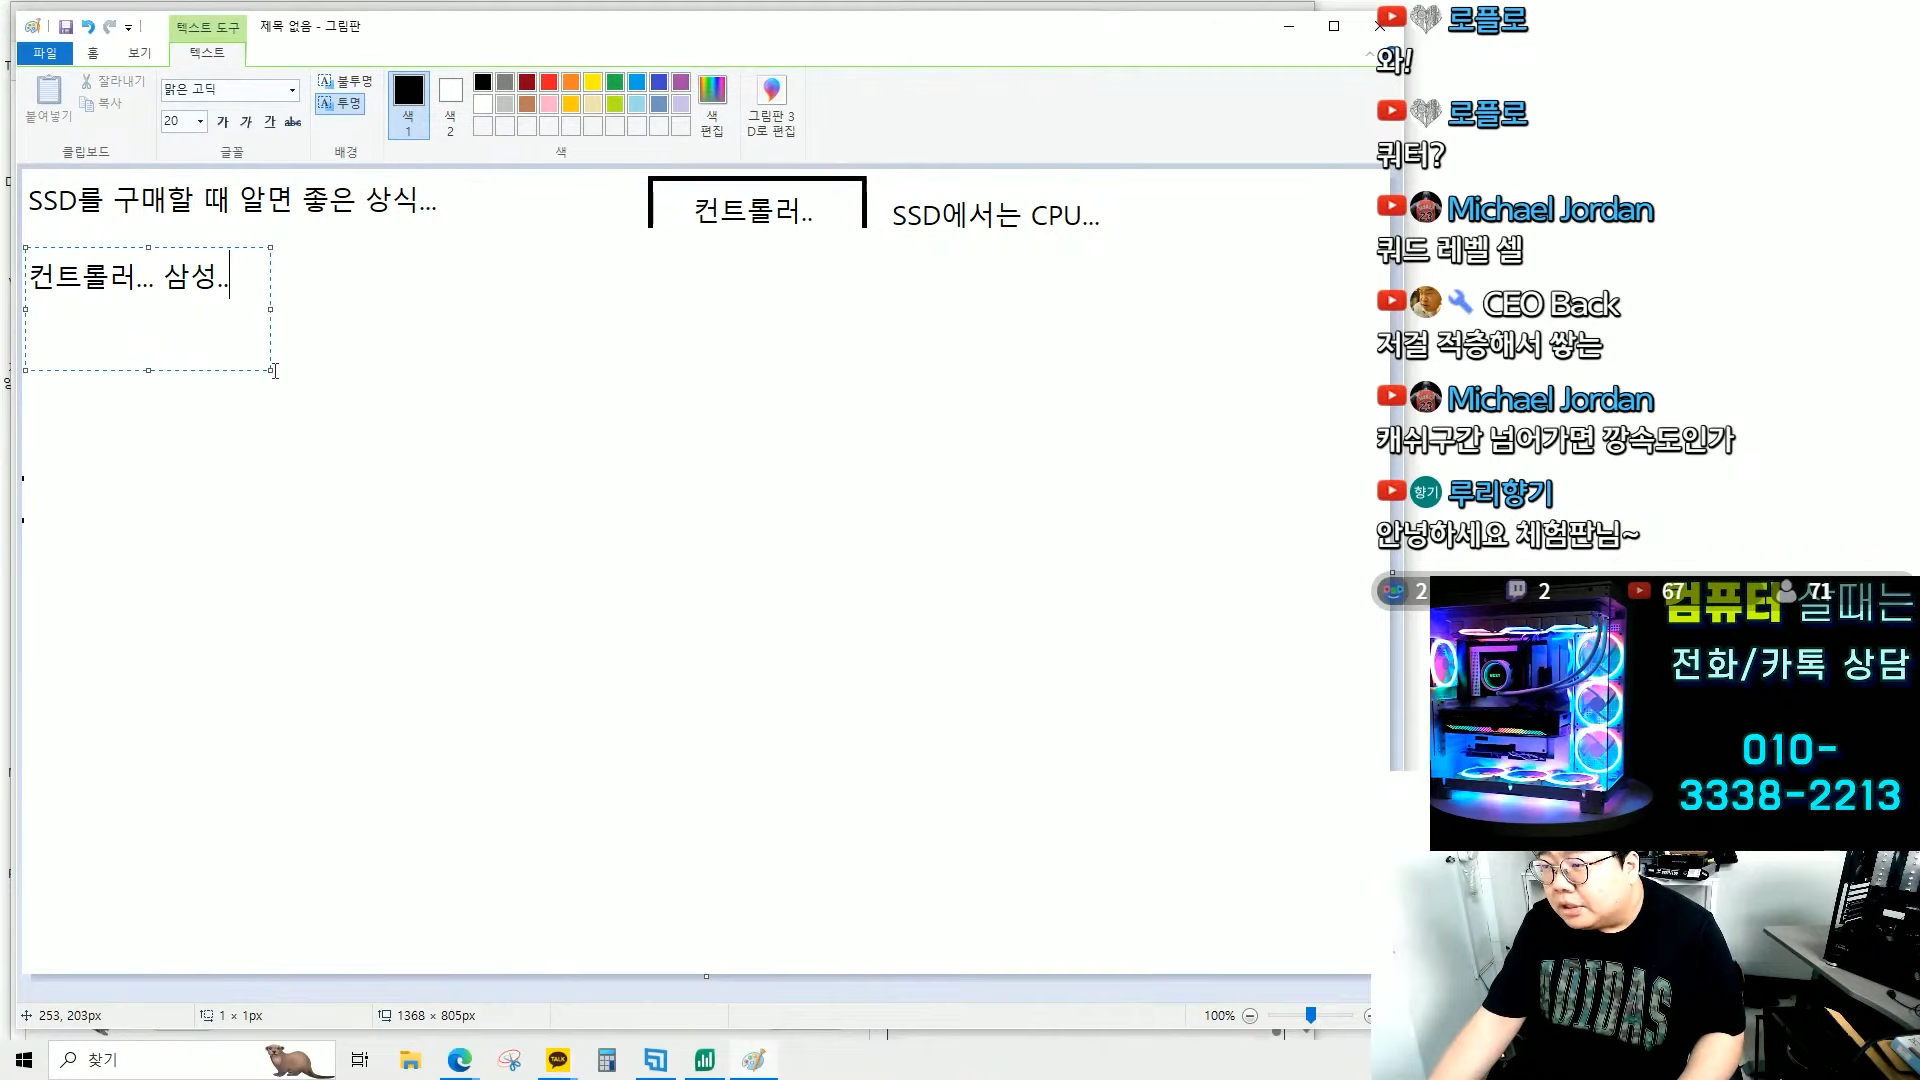 텍스트 도구
제목 없음 - 그림판
파일
홈
보기
텍스트
붙여넣기
잘라내기
복사
클립보드
맑은 고딕
20
가 가 가 abc
글꼴
불투명
투명
배경
색
1
색
2
색
편집
색
그림판 3
D로 편집
SSD를 구매할 때 알면 좋은 상식...
컨트롤러..
SSD에서는 CPU...
컨트롤러... 삼성..
로플로
와!
로플로
쿼터?
Michael Jordan
쿼드 레벨 셀
CEO Back
저걸 적층해서 쌓는
Michael Jordan
캐쉬구간 넘어가면 깡속도인가
향기 루리향기
안녕하세요 체험판님~
2 2 67 71
컴퓨터 살때는
전화/카톡 상담
010-
3338-2213
ADIDAS
253, 203px
1 × 1px
1368 × 805px
100%
찾기
TALK